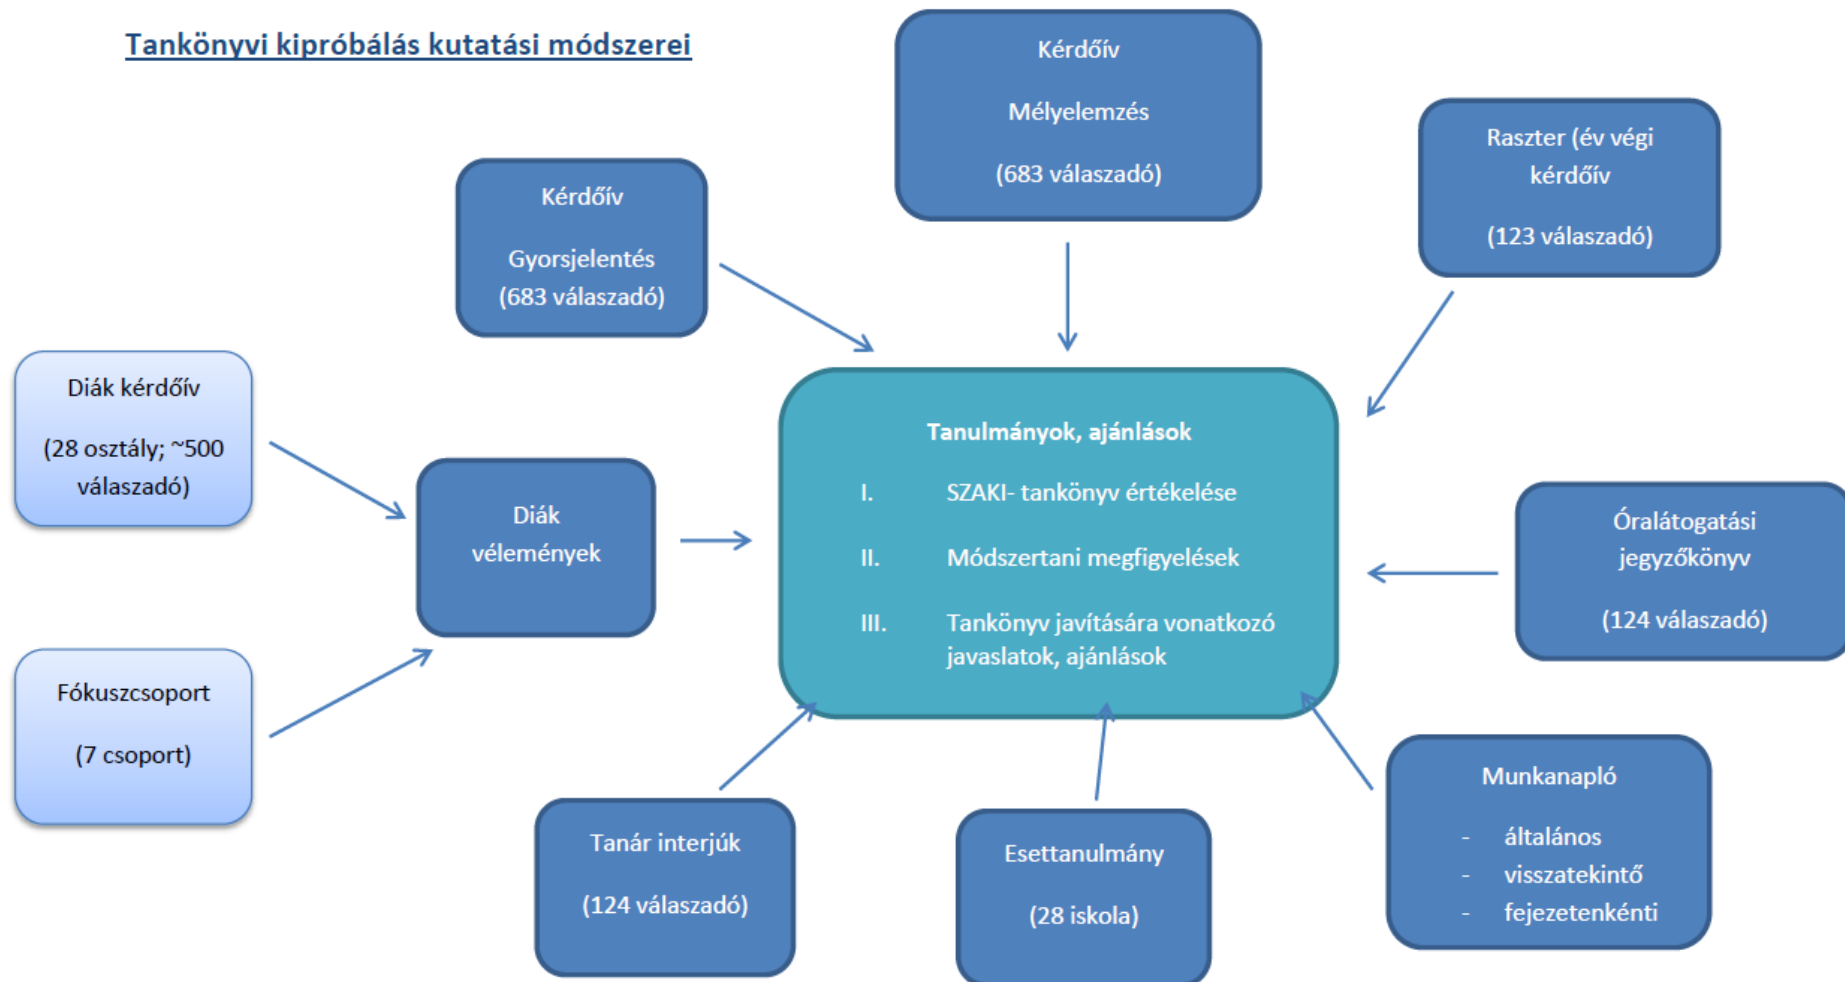 Tankönyvi kipróbálás kutatási módszerei
Kérdőív
Mélyelemzés
(683 válaszadó)
Raszter (év végi
kérdőív
(123 válaszadó)
Kérdőív
Gyorsjelentés
(683 válaszadó)
Diák kérdőív
(28 osztály; ~500
válaszadó)
Diák
vélemények
Fókuszcsoport
(7 csoport)
Tanulmányok, ajánlások
I. SZAKI- tankönyv értékelése
II. Módszertani megfigyelések
III. Tankönyv javítására vonatkozó
javaslatok, ajánlások
Óralátogatási
jegyzőkönyv
(124 válaszadó)
Tanár interjúk
(124 válaszadó)
Esettanulmány
(28 iskola)
Munkanapló
- általános
- visszatekintő
- fejezetenkénti